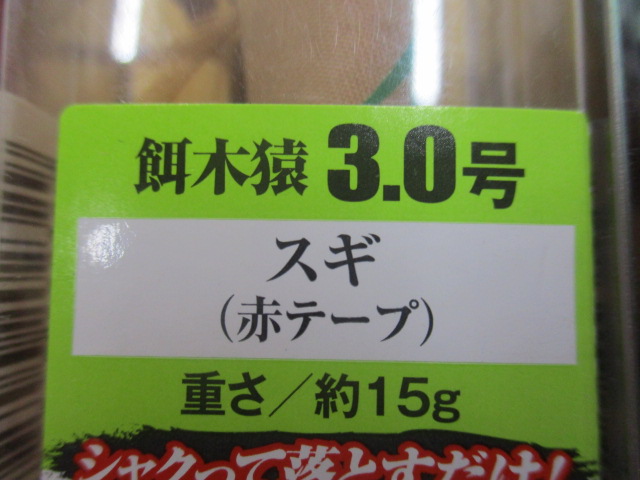 餌木猿 3.0号
スギ
(赤テープ)
重さ／約15g
シャクって落とすだけ!